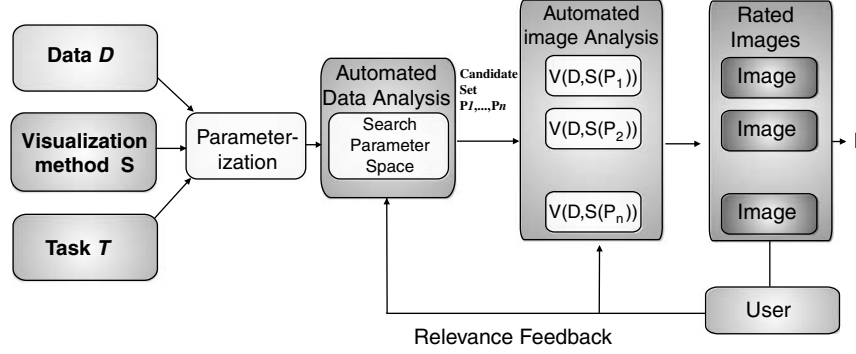 Data D
Visualization
method S
Task T
Parameter-
ization
Automated
Data Analysis
Search
Parameter
Space
Candidate
Set
P1,...,Pn
Automated
image Analysis
V(D,S(P₁))
V(D,S(P₂))
V(D,S(Pₙ))
Rated
Images
Image
Image
Image
User
Relevance Feedback